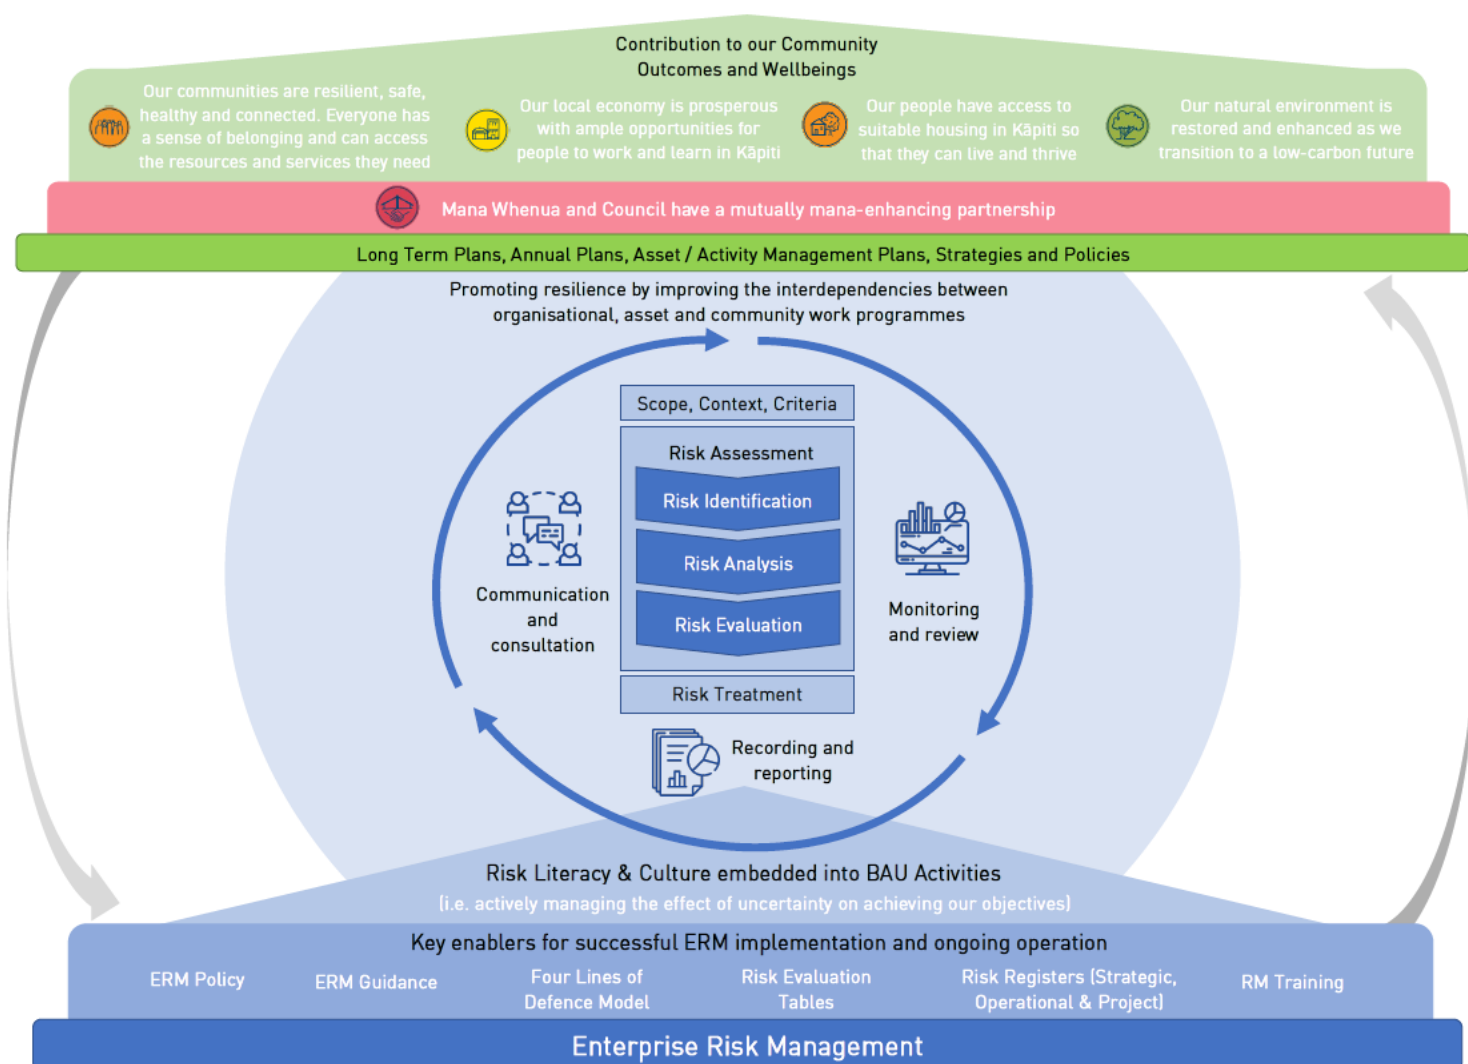 Contribution to our Community
Outcomes and Wellbeings
Our communities are resilient, safe,
healthy and connected. Everyone has
a sense of belonging and can access
the resources and services they need
Our local economy is prosperous
with ample opportunities for
people to work and learn in Kāpiti
Our people have access to
suitable housing in Kāpiti so
that they can live and thrive
Our natural environment is
restored and enhanced as we
transition to a low-carbon future
Mana Whenua and Council have a mutually mana-enhancing partnership
Long Term Plans, Annual Plans, Asset / Activity Management Plans, Strategies and Policies
Promoting resilience by improving the interdependencies between
organisational, asset and community work programmes
Scope, Context, Criteria
Risk Assessment
Risk Identification
Risk Analysis
Risk Evaluation
Communication
and
consultation
Monitoring
and review
Risk Treatment
Recording and
reporting
Risk Literacy & Culture embedded into BAU Activities
(i.e. actively managing the effect of uncertainty on achieving our objectives)
Key enablers for successful ERM implementation and ongoing operation
ERM Policy
ERM Guidance
Four Lines of
Defence Model
Risk Evaluation
Tables
Risk Registers (Strategic,
Operational & Project)
RM Training
Enterprise Risk Management